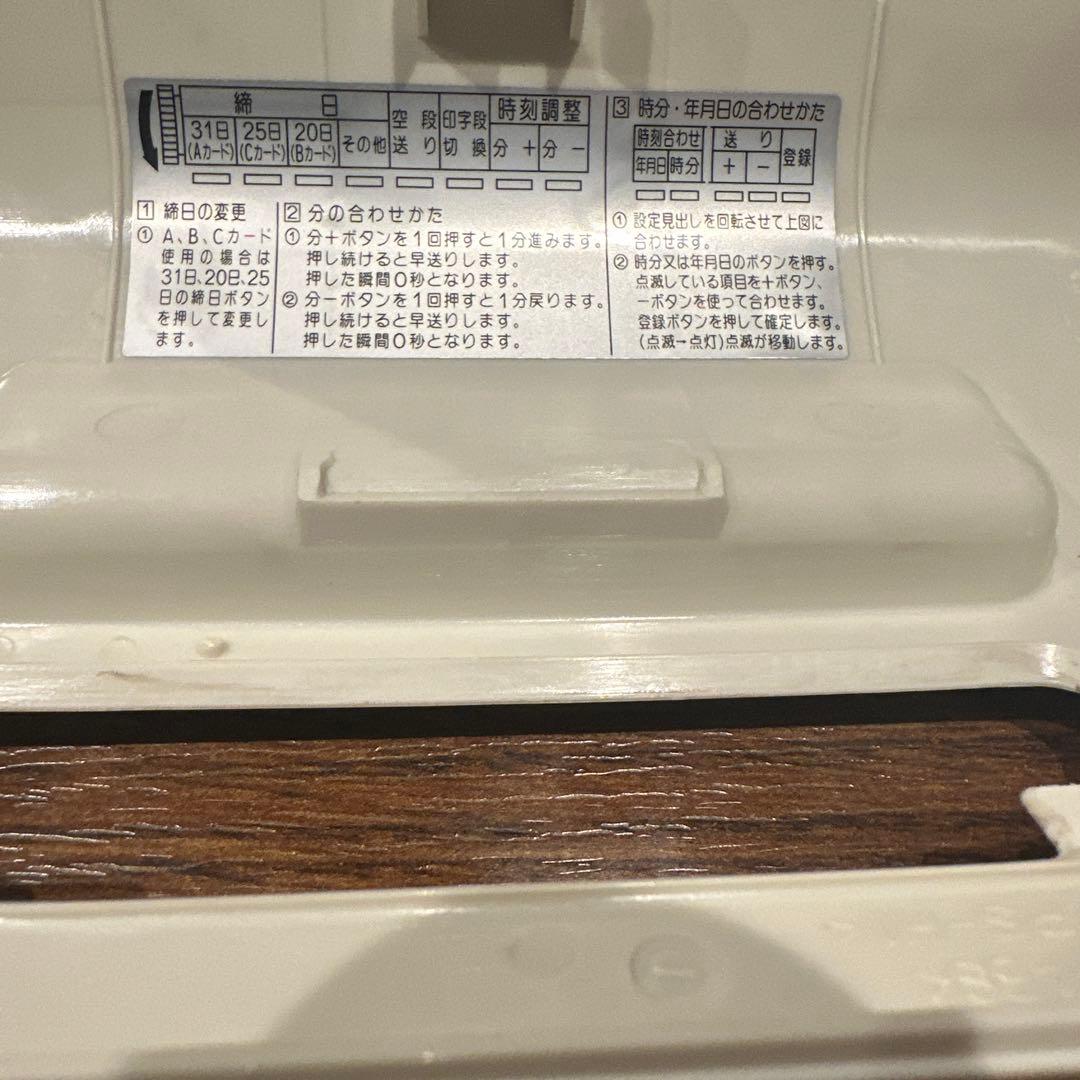 締 日
31日 25日 20日 その他 空段 印字段 時刻調整
(Aカード) (Cカード) (Bカード) 送り 切換 分 + 分 −
1 締日の変更
① A、B、Cカード
使用の場合は
31日、20日、25
日の締日ボタン
を押して変更し
ます。
2 分の合わせかた
① 分+ボタンを1回押すと1分進みます。
押し続けると早送りします。
押した瞬間0秒となります。
② 分−ボタンを1回押すと1分戻ります。
押し続けると早送りします。
押した瞬間0秒となります。
3 時分・年月日の合わせかた
時刻合わせ 送り 登録
年月日 時分 + −
① 設定見出しを回転させて上図に
合わせます。
② 時分又は年月日のボタンを押す。
点滅している項目を+ボタン、
−ボタンを使って合わせます。
登録ボタンを押して確定します。
(点滅→点灯)点滅が移動します。